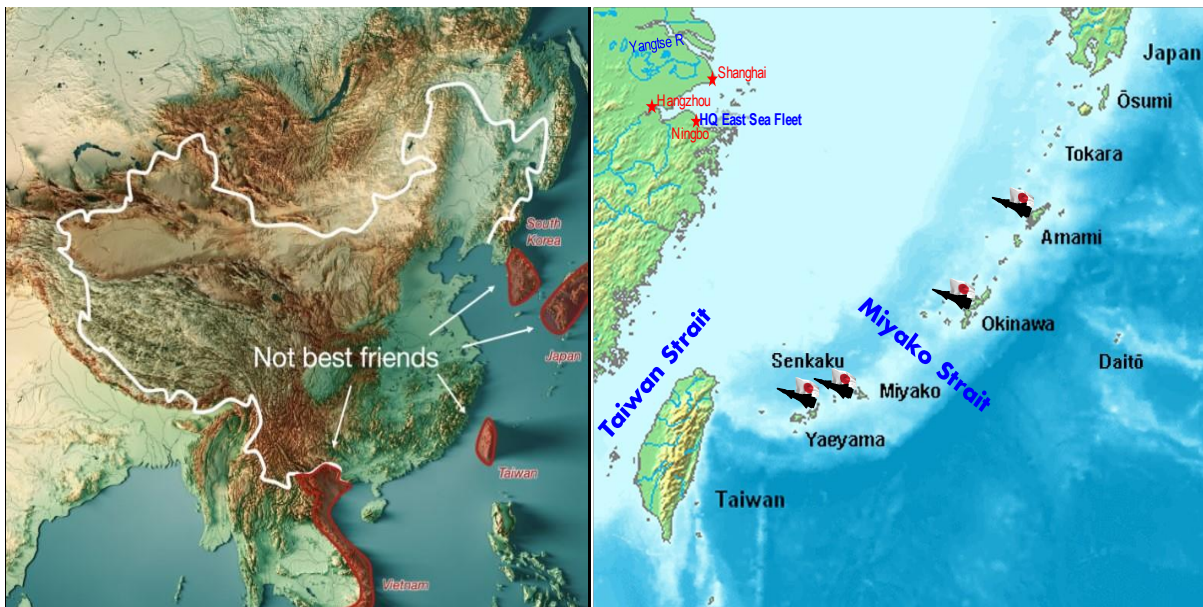 South
Korea
Not best friends
Japan
Taiwan
Vietnam
Yangtse R
Shanghai
Hangzhou
HQ East Sea Fleet
Ningbo
Japan
Ōsumi
Tokara
Amami
Okinawa
Daitō
Miyako Strait
Taiwan Strait
Senkaku
Miyako
Yaeyama
Taiwan